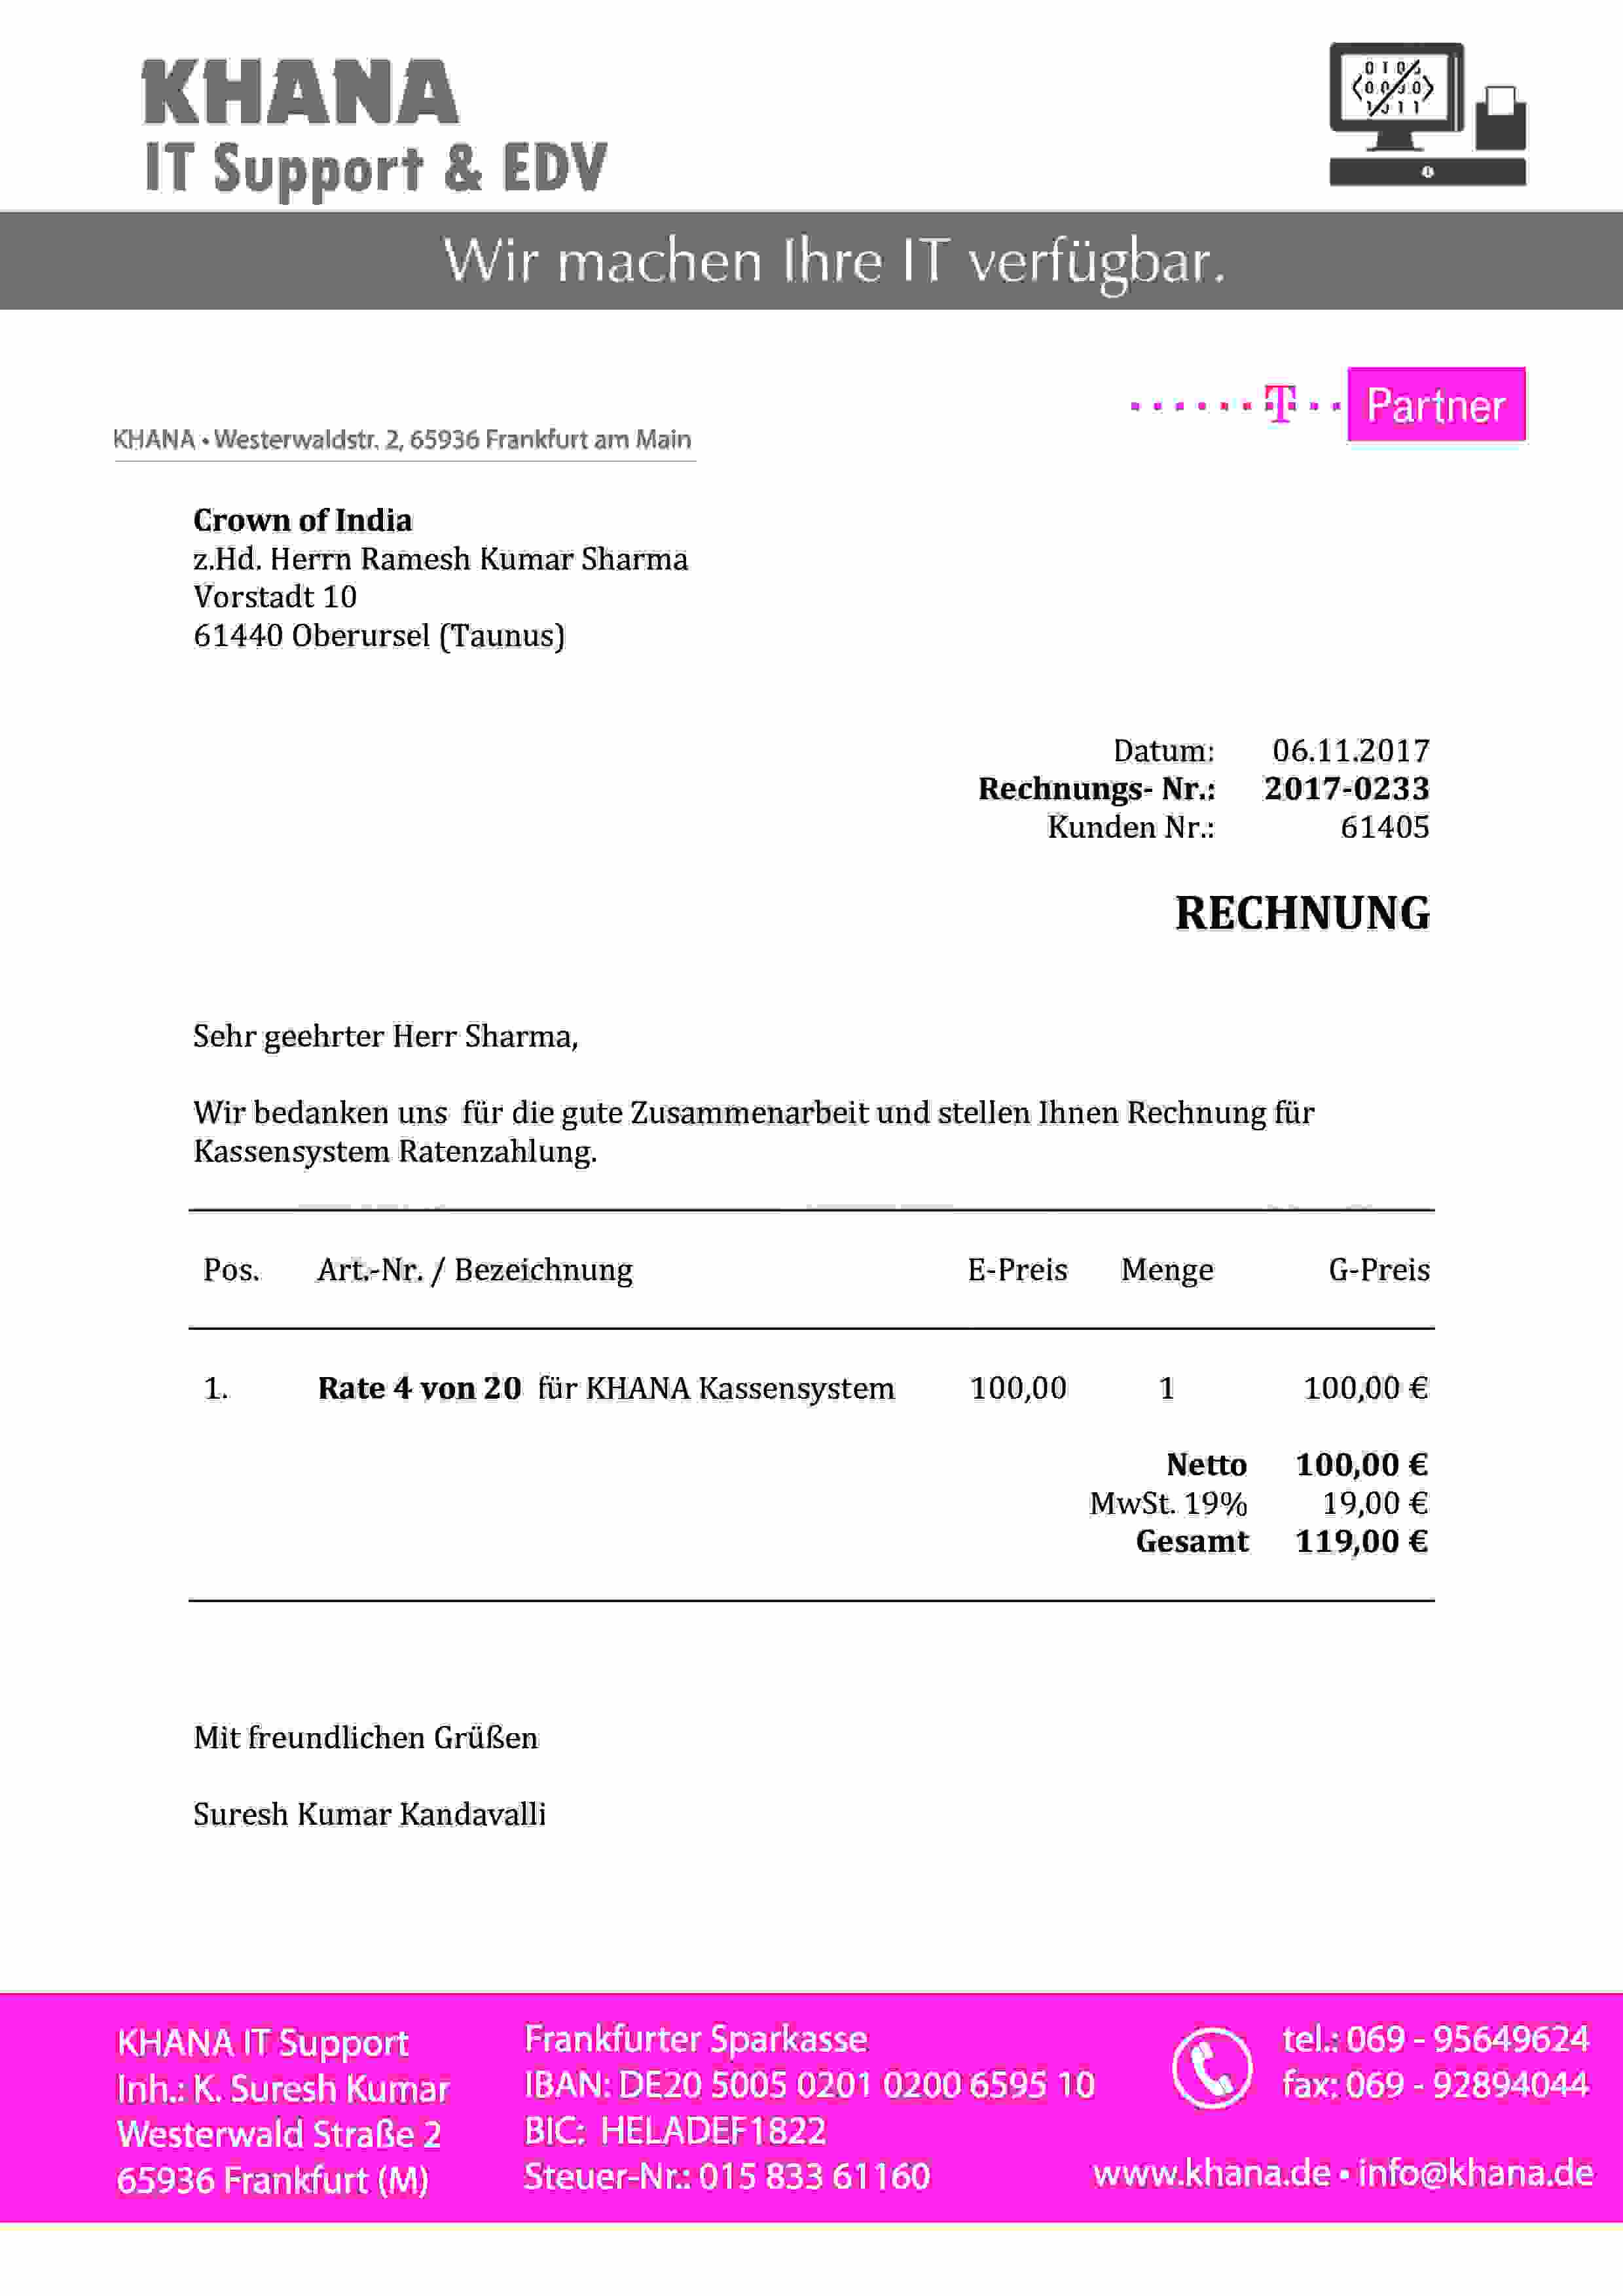 KHANA
IT Support & EDV
Wir machen Ihre IT verfügbar.
T Partner
KHANA • Westerwaldstr. 2, 65936 Frankfurt am Main
Crown of India
z.Hd. Herrn Ramesh Kumar Sharma
Vorstadt 10
61440 Oberursel (Taunus)
Datum: 06.11.2017
Rechnungs- Nr.: 2017-0233
Kunden Nr.: 61405
RECHNUNG
Sehr geehrter Herr Sharma,
Wir bedanken uns für die gute Zusammenarbeit und stellen Ihnen Rechnung für
Kassensystem Ratenzahlung.
Pos. Art.-Nr. / Bezeichnung E-Preis Menge G-Preis
1. Rate 4 von 20 für KHANA Kassensystem 100,00 1 100,00 €
Netto 100,00 €
MwSt. 19% 19,00 €
Gesamt 119,00 €
Mit freundlichen Grüßen
Suresh Kumar Kandavalli
KHANA IT Support
Inh.: K. Suresh Kumar
Westerwald Straße 2
65936 Frankfurt (M)
Frankfurter Sparkasse
IBAN: DE20 5005 0201 0200 6595 10
BIC: HELADEF1822
Steuer-Nr.: 015 833 61160
tel.: 069 - 95649624
fax: 069 - 92894044
www.khana.de • info@khana.de